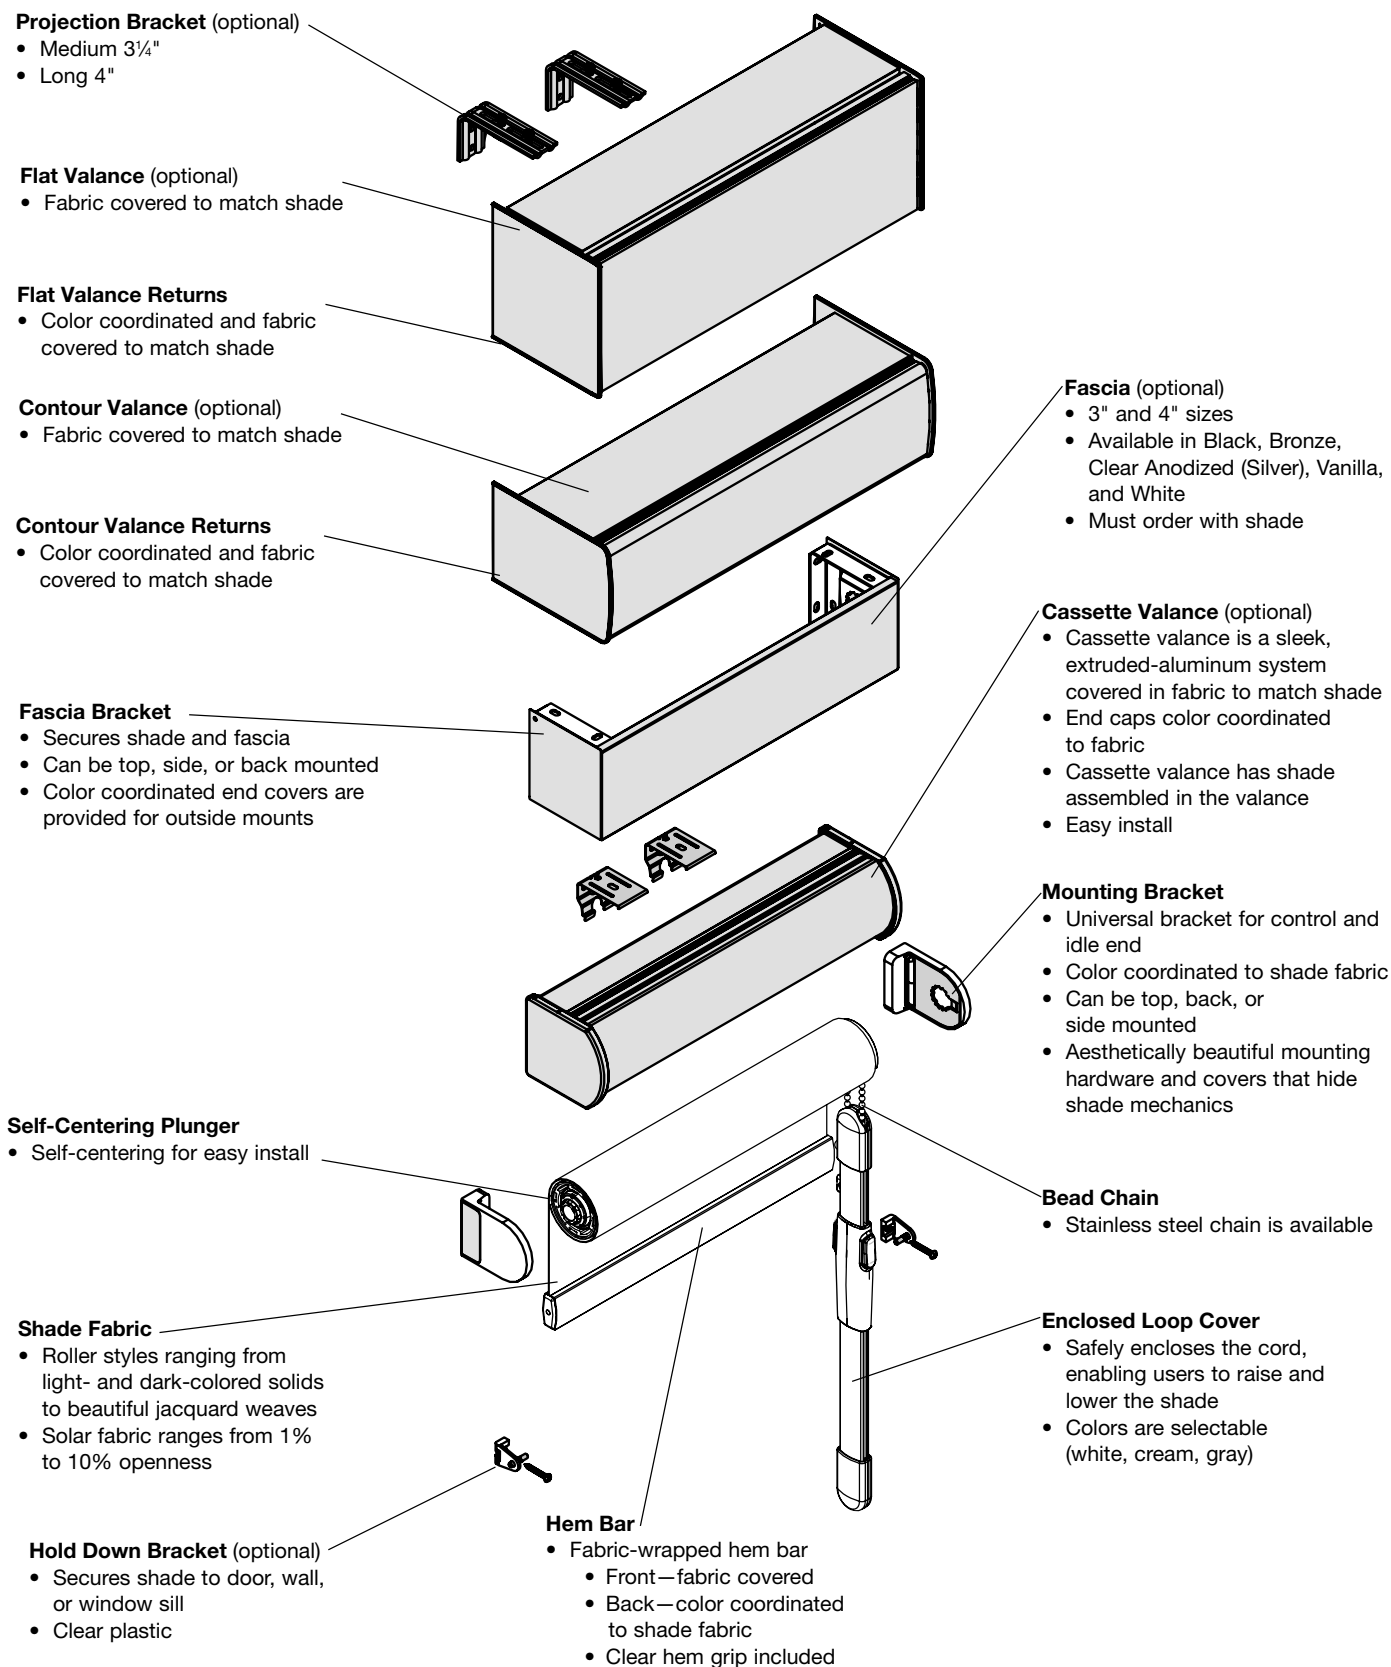 Projection Bracket (optional)
• Medium 3¼"
• Long 4"
Flat Valance (optional)
• Fabric covered to match shade
Flat Valance Returns
• Color coordinated and fabric
covered to match shade
Contour Valance (optional)
• Fabric covered to match shade
Contour Valance Returns
• Color coordinated and fabric
covered to match shade
Fascia Bracket
• Secures shade and fascia
• Can be top, side, or back mounted
• Color coordinated end covers are
provided for outside mounts
Self-Centering Plunger
• Self-centering for easy install
Shade Fabric
• Roller styles ranging from
light- and dark-colored solids
to beautiful jacquard weaves
• Solar fabric ranges from 1%
to 10% openness
Hold Down Bracket (optional)
• Secures shade to door, wall,
or window sill
• Clear plastic
Hem Bar
• Fabric-wrapped hem bar
• Front—fabric covered
• Back—color coordinated
to shade fabric
• Clear hem grip included
Fascia (optional)
• 3" and 4" sizes
• Available in Black, Bronze,
Clear Anodized (Silver), Vanilla,
and White
• Must order with shade
Cassette Valance (optional)
• Cassette valance is a sleek,
extruded-aluminum system
covered in fabric to match shade
• End caps color coordinated
to fabric
• Cassette valance has shade
assembled in the valance
• Easy install
Mounting Bracket
• Universal bracket for control and
idle end
• Color coordinated to shade fabric
• Can be top, back, or
side mounted
• Aesthetically beautiful mounting
hardware and covers that hide
shade mechanics
Bead Chain
• Stainless steel chain is available
Enclosed Loop Cover
• Safely encloses the cord,
enabling users to raise and
lower the shade
• Colors are selectable
(white, cream, gray)